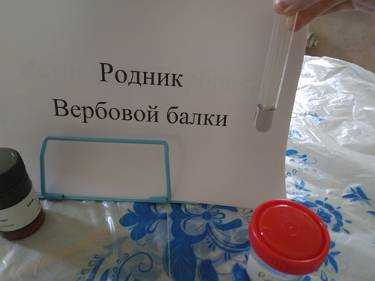 Родник
Вербовой балки